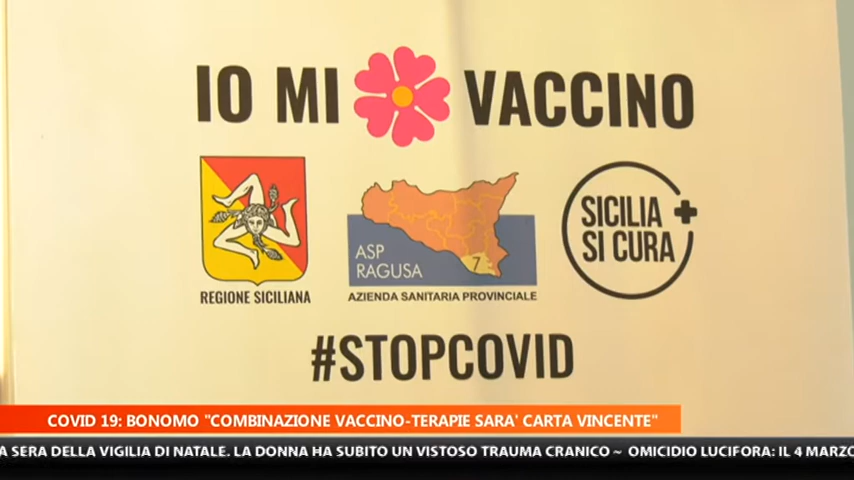 IO MI VACCINO
ASP
RAGUSA
7
SICILIA
SI CURA
REGIONE SICILIANA
AZIENDA SANITARIA PROVINCIALE
#STOPCOVID
COVID 19: BONOMO "COMBINAZIONE VACCINO-TERAPIE SARA' CARTA VINCENTE"
A SERA DELLA VIGILIA DI NATALE. LA DONNA HA SUBITO UN VISTOSO TRAUMA CRANICO ~ OMICIDIO LUCIFORA: IL 4 MARZO